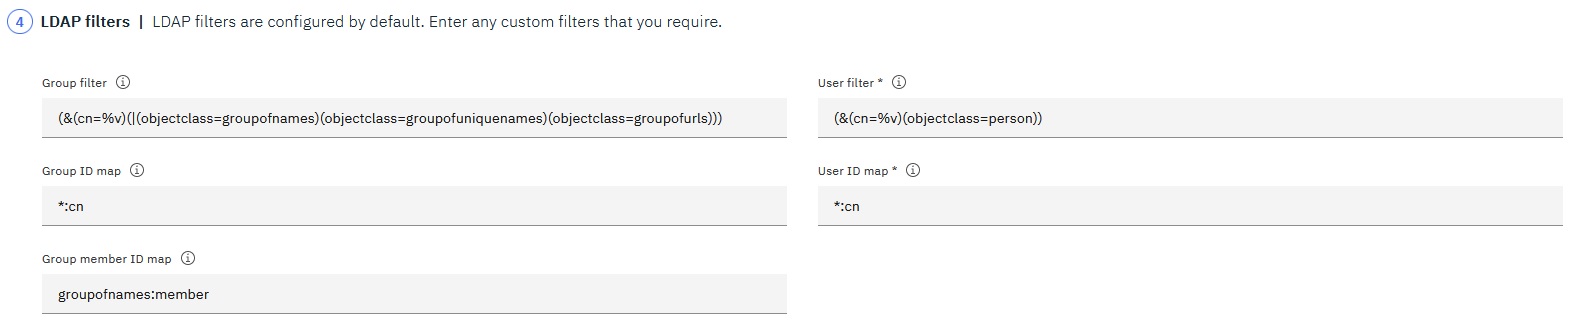 4 LDAP filters | LDAP filters are configured by default. Enter any custom filters that you require.
Group filter
(&(cn=%v)(|(objectclass=groupofnames)(objectclass=groupofuniquenames)(objectclass=groupofurls)))
User filter *
(&(cn=%v)(objectclass=person))
Group ID map
*:cn
User ID map *
*:cn
Group member ID map
groupofnames:member